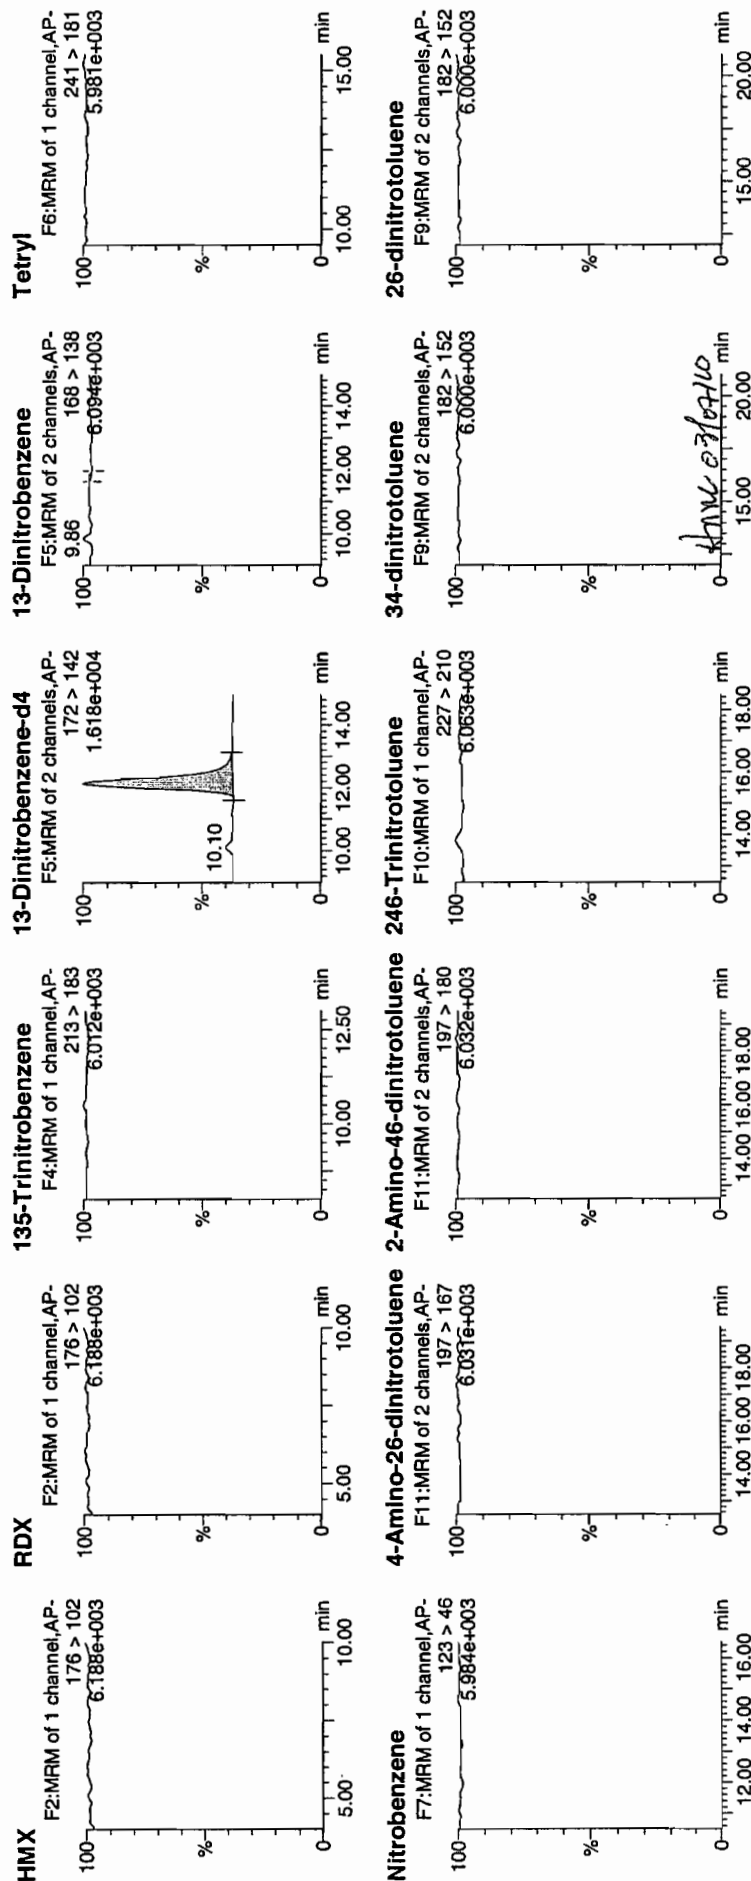 HMX
F2:MRM of 1 channel,AP-
176 > 102
6.188e+003
100
%
0
5.00 10.00 min
RDX
F2:MRM of 1 channel,AP-
176 > 102
6.188e+003
100
%
0
5.00 10.00 min
135-Trinitrobenzene
F4:MRM of 1 channel,AP-
213 > 183
6.012e+003
100
%
0
10.00 12.50 min
13-Dinitrobenzene-d4
F5:MRM of 2 channels,AP-
172 > 142
1.618e+004
100
10.10
%
0
10.00 12.00 14.00 min
13-Dinitrobenzene
F5:MRM of 2 channels,AP-
168 > 138
6.094e+003
9.86
100
%
0
10.00 12.00 14.00 min
Tetryl
F6:MRM of 1 channel,AP-
241 > 181
5.981e+003
100
%
0
10.00 15.00 min
Nitrobenzene
F7:MRM of 1 channel,AP-
123 > 46
5.984e+003
100
%
0
12.00 14.00 16.00 min
4-Amino-26-dinitrotoluene
F11:MRM of 2 channels,AP-
197 > 167
6.031e+003
100
%
0
14.00 16.00 18.00 min
2-Amino-46-dinitrotoluene
F11:MRM of 2 channels,AP-
197 > 180
6.032e+003
100
%
0
14.00 16.00 18.00 min
246-Trinitrotoluene
F10:MRM of 1 channel,AP-
227 > 210
6.063e+003
100
%
0
14.00 16.00 18.00 min
34-dinitrotoluene
F9:MRM of 2 channels,AP-
182 > 152
6.000e+003
100
%
0
03/07/10
15.00 20.00 min
26-dinitrotoluene
F9:MRM of 2 channels,AP-
182 > 152
6.000e+003
100
%
0
15.00 20.00 min